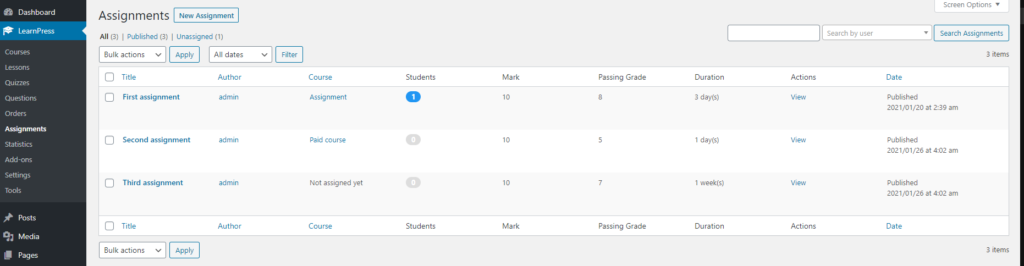 Dashboard
LearnPress
Courses
Lessons
Quizzes
Questions
Orders
Assignments
Statistics
Add-ons
Settings
Tools
Posts
Media
Pages
Screen Options
Assignments New Assignment
All (3) | Published (3) | Unassigned (1)
Search by user Search Assignments
Bulk actions Apply All dates Filter
3 items
Title Author Course Students Mark Passing Grade Duration Actions Date
First assignment admin Assignment 1 10 8 3 day(s) View Published
2021/01/20 at 2:39 am
Second assignment admin Paid course 0 10 5 1 day(s) View Published
2021/01/26 at 4:02 am
Third assignment admin Not assigned yet 0 10 7 1 week(s) View Published
2021/01/26 at 4:02 am
Title Author Course Students Mark Passing Grade Duration Actions Date
Bulk actions Apply
3 items